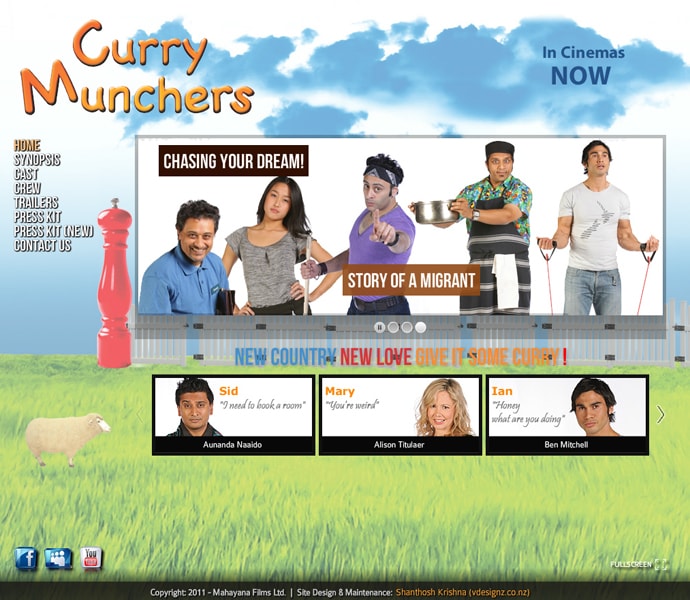 Curry
Munchers
In Cinemas
NOW
HOME
SYNOPSIS
CAST
CREW
TRAILERS
PRESS KIT
PRESS KIT (NEW)
CONTACT US
CHASING YOUR DREAM!
STORY OF A MIGRANT
NEW COUNTRY NEW LOVE GIVE IT SOME CURRY !
Sid
"I need to book a room"
Aunanda Naaido
Mary
"You're weird"
Alison Titulaer
Ian
"Honey
what are you doing"
Ben Mitchell
f
You
Tube
FULLSCREEN
Copyright: 2011 - Mahayana Films Ltd. | Site Design & Maintenance: Shanthosh Krishna (vdesignz.co.nz)